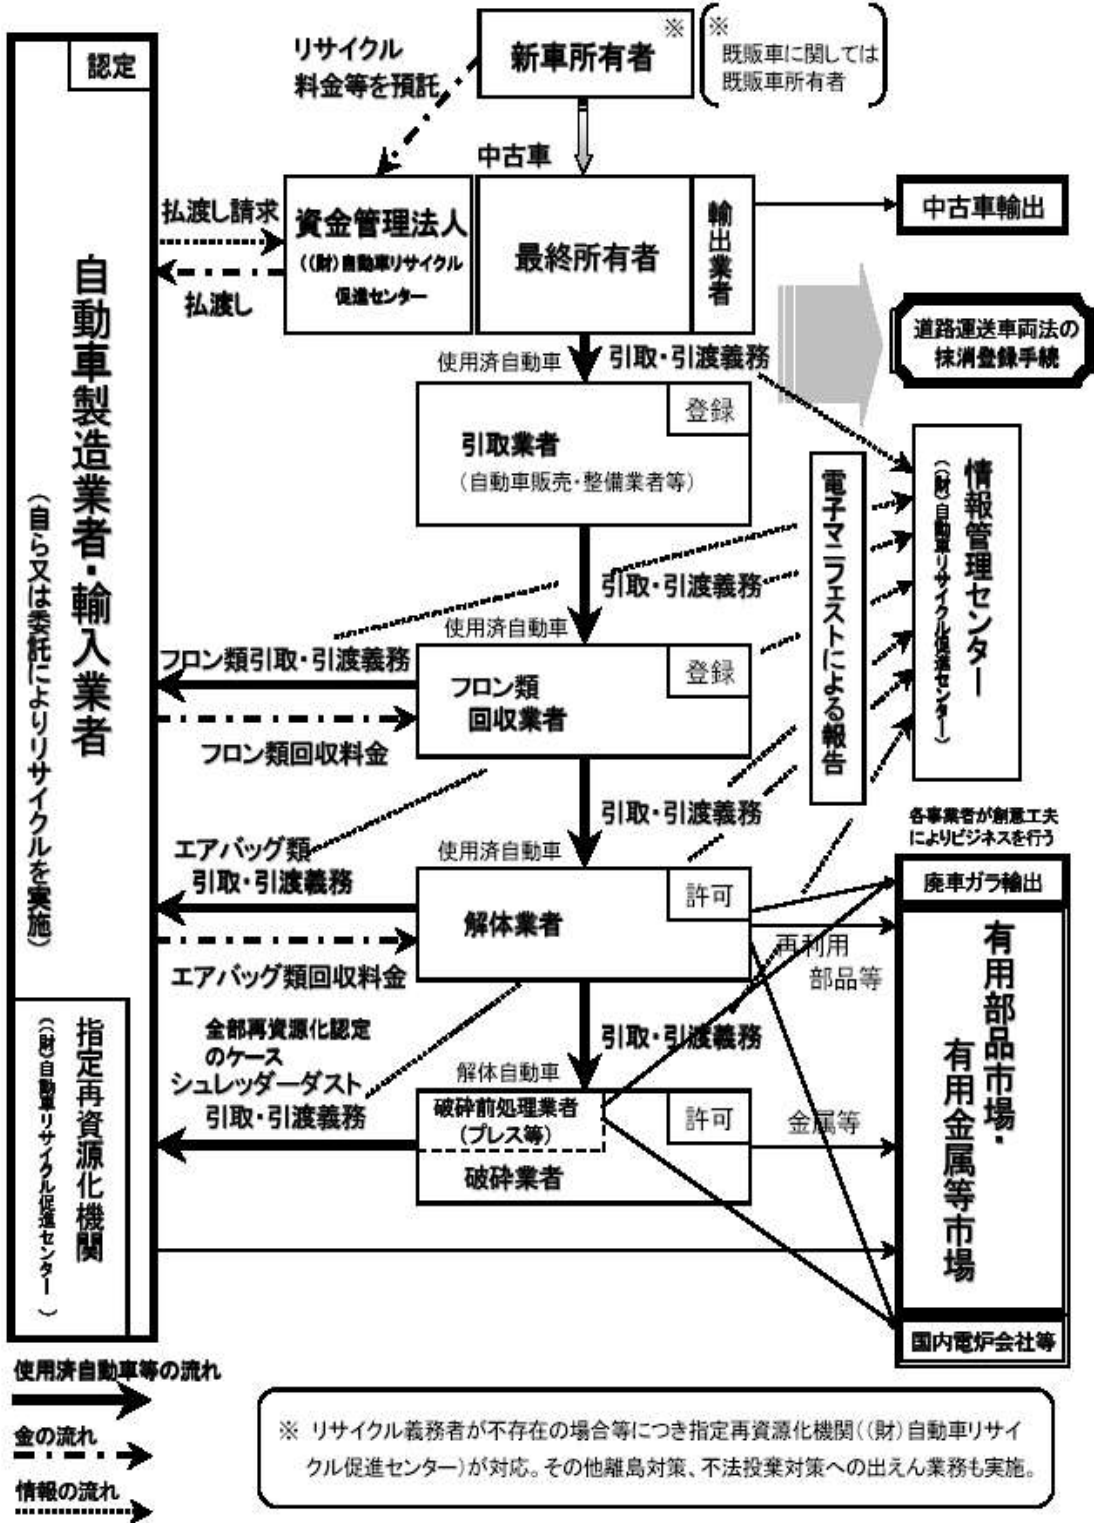 リサイクル
料金等を預託
新車所有者
※
※
既販車に関しては
既販車所有者
認定
中古車
払渡し請求
払渡し
資金管理法人
((財)自動車リサイクル
促進センター
最終所有者
輸出業者
中古車輸出
道路運送車両法の
抹消登録手続
自動車製造業者・輸入業者
(自ら又は委託によりリサイクルを実施)
使用済自動車
引取・引渡義務
登録
引取業者
(自動車販売・整備業者等)
電子マニフェストによる報告
情報管理センター
((財)自動車リサイクル促進センター)
引取・引渡義務
使用済自動車
フロン類引取・引渡義務
登録
フロン類
回収業者
フロン類回収料金
引取・引渡義務
使用済自動車
エアバッグ類
引取・引渡義務
許可
解体業者
エアバッグ類回収料金
各事業者が創意工夫
によりビジネスを行う
廃車ガラ輸出
再利用
部品等
有用部品市場・
有用金属等市場
国内電炉会社等
引取・引渡義務
全部再資源化認定
のケース
シュレッダーダスト
引取・引渡義務
解体自動車
破砕前処理業者
(プレス等)
許可
破砕業者
金属等
指定再資源化機関
((財)自動車リサイクル促進センター)
使用済自動車等の流れ
金の流れ
情報の流れ
※ リサイクル義務者が不存在の場合等につき指定再資源化機関((財)自動車リサイ
クル促進センター)が対応。その他離島対策、不法投棄対策への出えん業務も実施。